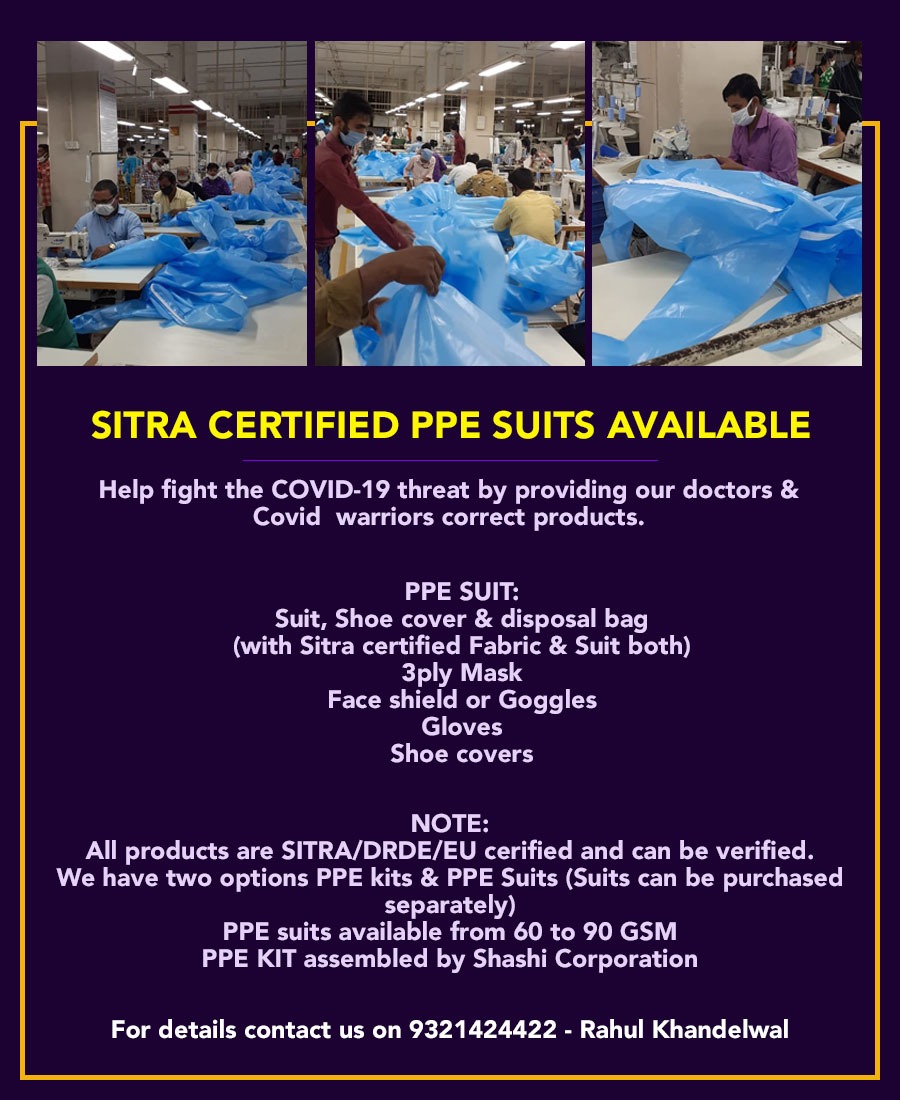 SITRA CERTIFIED PPE SUITS AVAILABLE
Help fight the COVID-19 threat by providing our doctors &
Covid  warriors correct products.
PPE SUIT:
Suit, Shoe cover & disposal bag
(with Sitra certified Fabric & Suit both)
3ply Mask
Face shield or Goggles
Gloves
Shoe covers
NOTE:
All products are SITRA/DRDE/EU cerified and can be verified.
We have two options PPE kits & PPE Suits (Suits can be purchased
separately)
PPE suits available from 60 to 90 GSM
PPE KIT assembled by Shashi Corporation
For details contact us on 9321424422 - Rahul Khandelwal